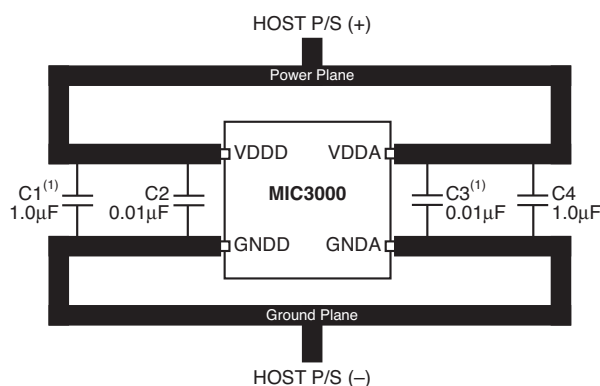 HOST P/S (+)
Power Plane
VDDD VDDA
C1(1) C2 MIC3000 C3(1) C4
1.0µF 0.01µF 0.01µF 1.0µF
GNDD GNDA
Ground Plane
HOST P/S (–)